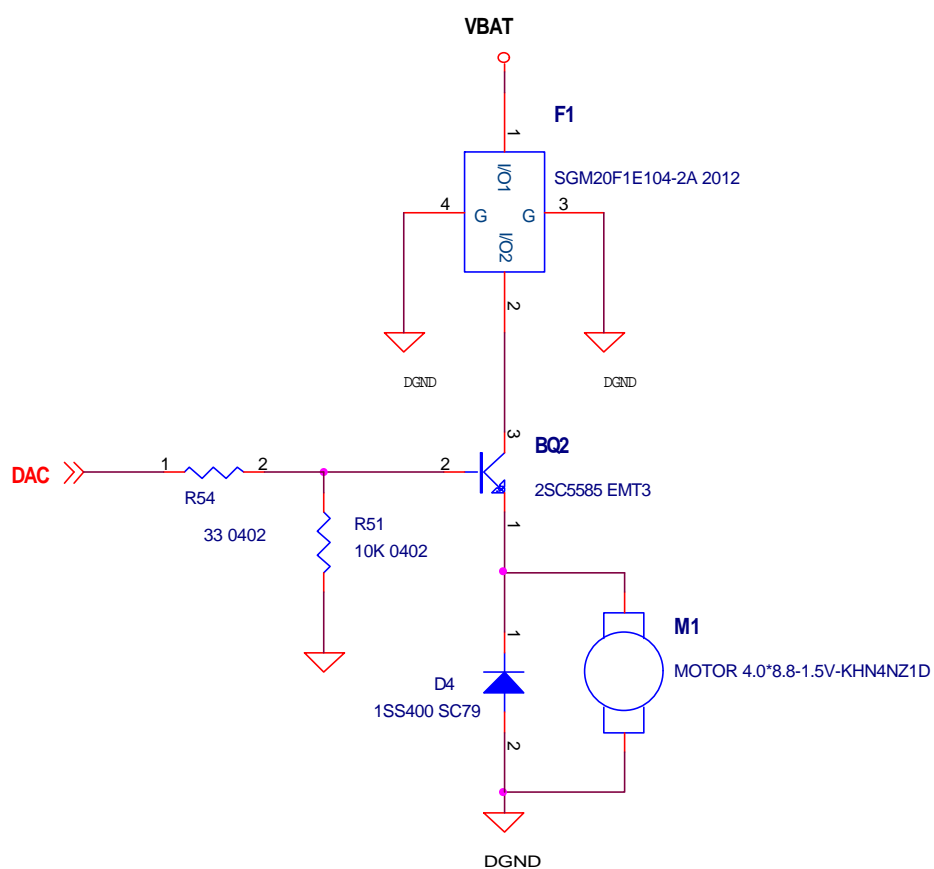 VBAT
F1
1
I/O1
SGM20F1E104-2A 2012
4
G
G
3
I/O2
2
DGND
DGND
3
BQ2
DAC
1
2
2
2SC5585 EMT3
R54
33 0402
R51
10K 0402
1
M1
1
MOTOR 4.0*8.8-1.5V-KHN4NZ1D
D4
1SS400 SC79
2
DGND